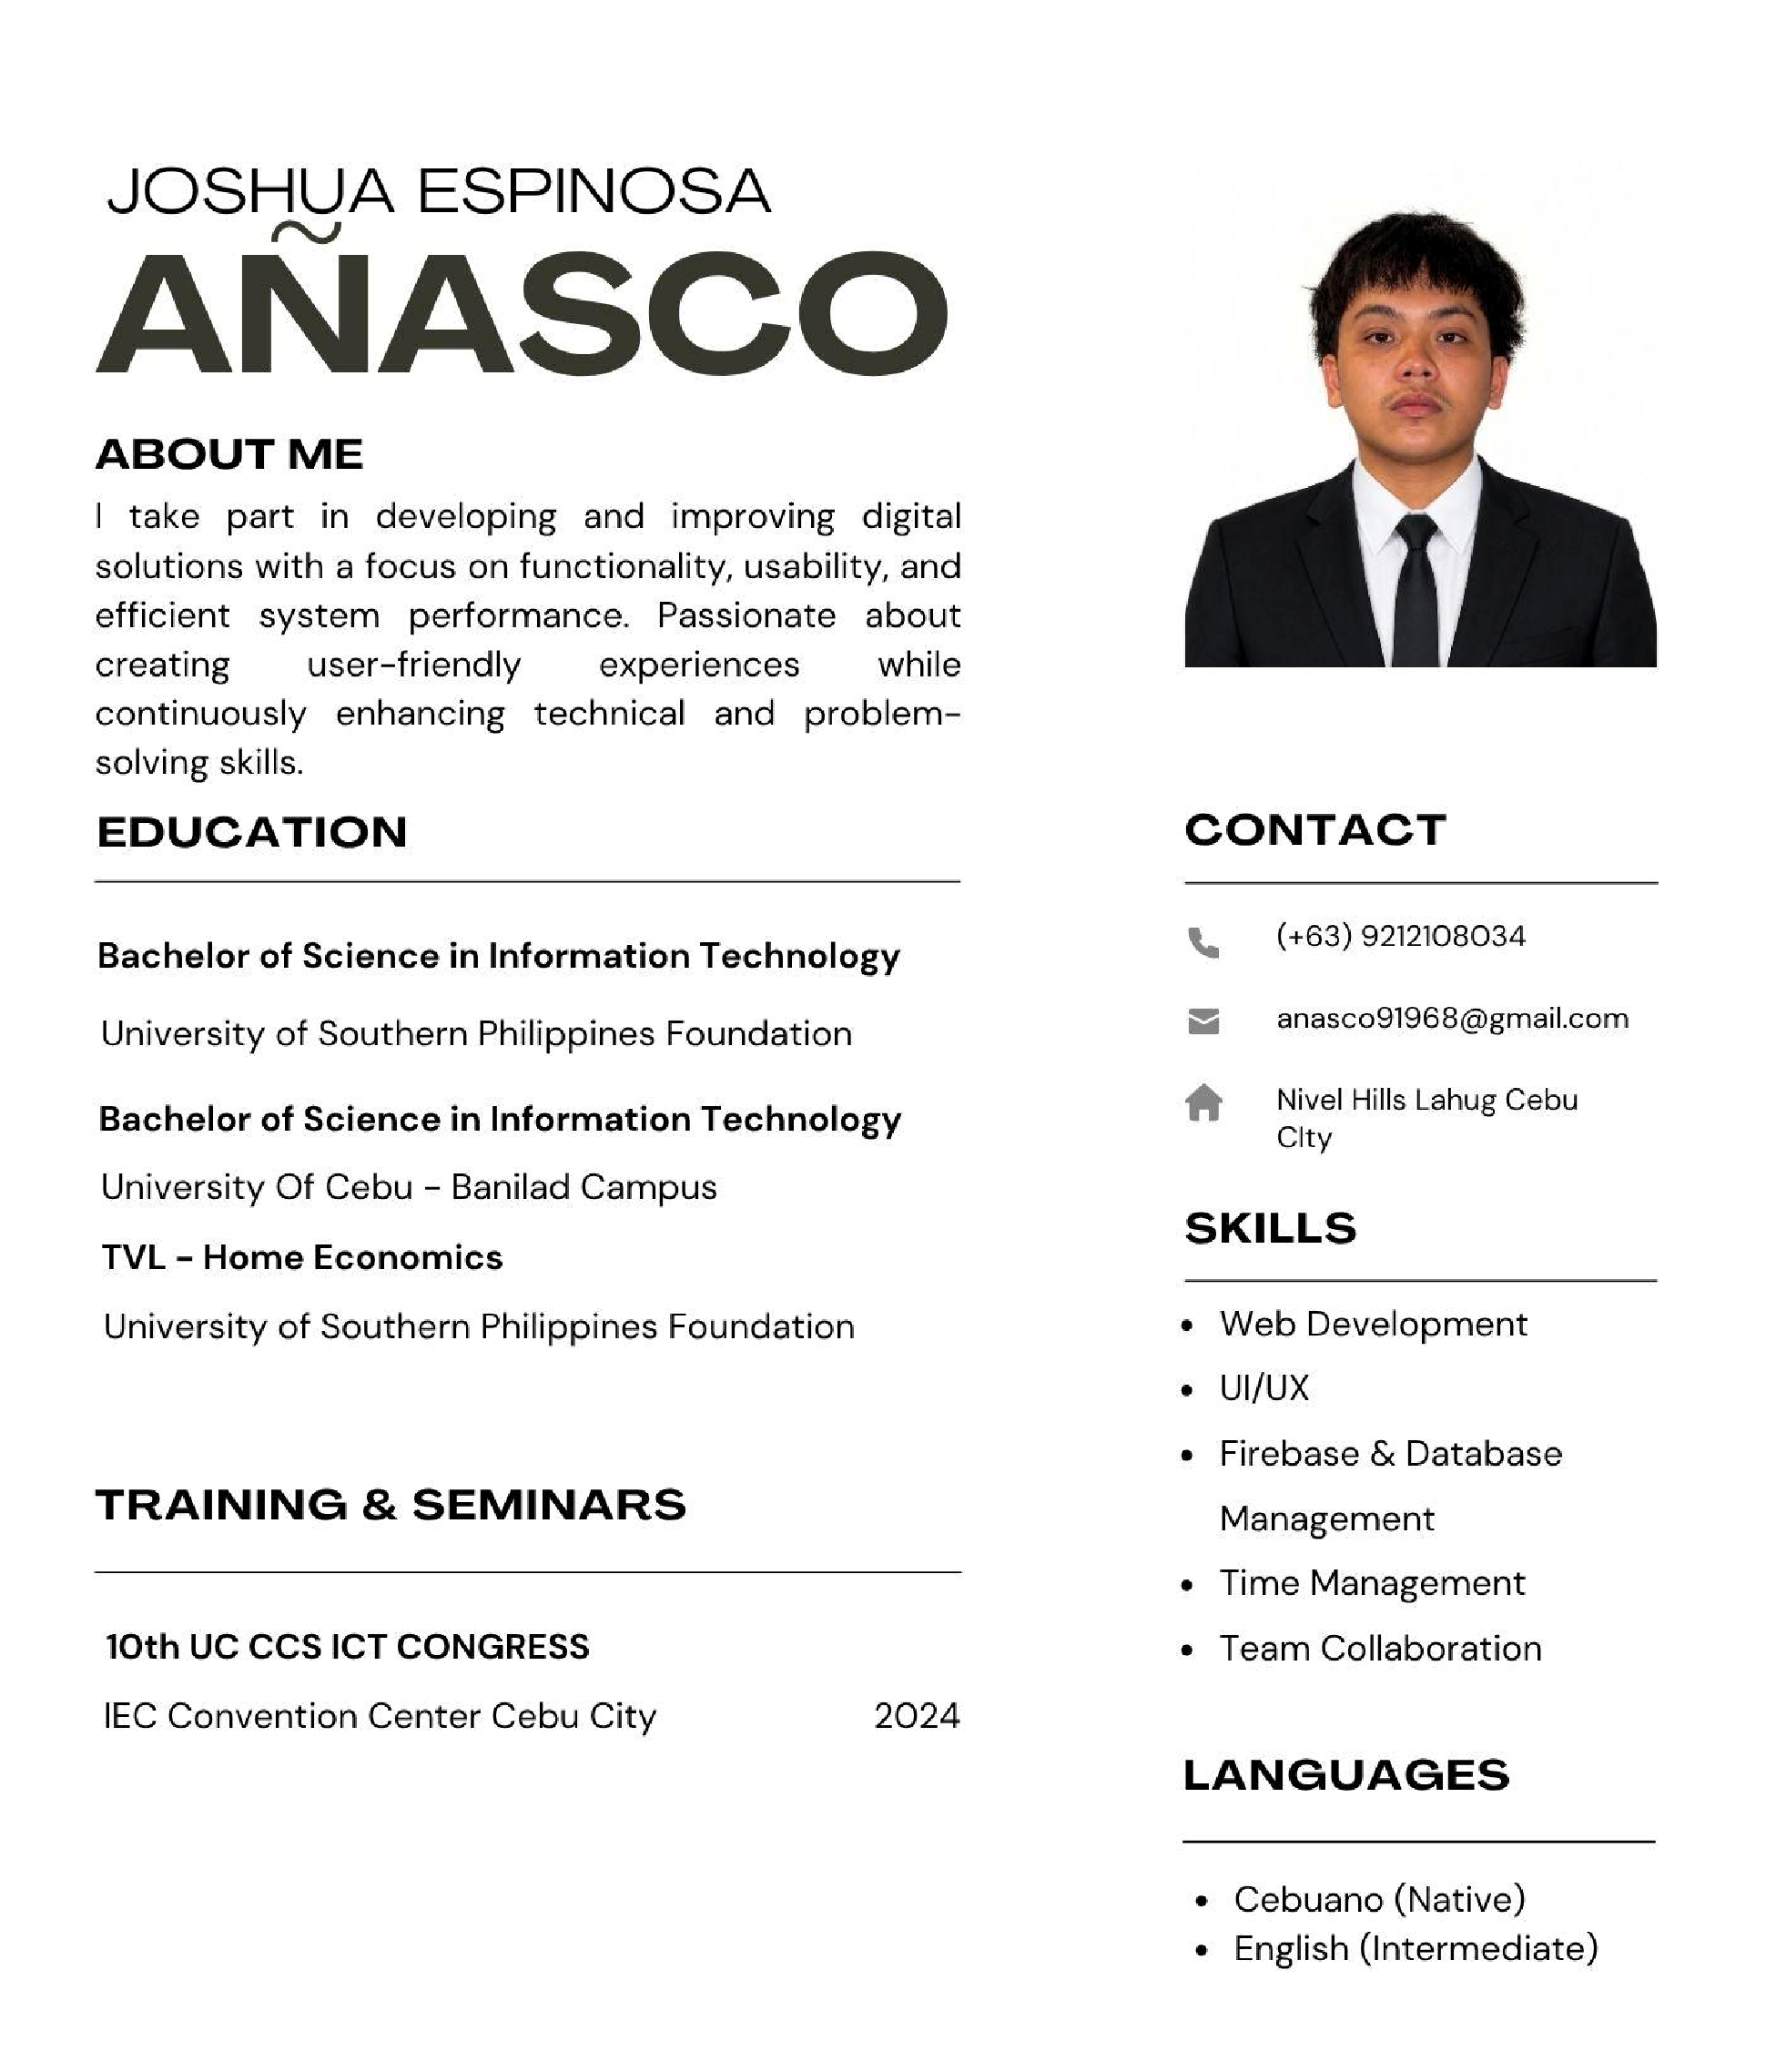 JOSHUA ESPINOSA
AÑASCO
ABOUT ME
I take part in developing and improving digital
solutions with a focus on functionality, usability, and
efficient system performance. Passionate about
creating user-friendly experiences while
continuously enhancing technical and problem-
solving skills.
EDUCATION
Bachelor of Science in Information Technology
University of Southern Philippines Foundation
Bachelor of Science in Information Technology
University Of Cebu - Banilad Campus
TVL - Home Economics
University of Southern Philippines Foundation
TRAINING & SEMINARS
10th UC CCS ICT CONGRESS
IEC Convention Center Cebu City 2024
CONTACT
(+63) 9212108034
anasco91968@gmail.com
Nivel Hills Lahug Cebu
CIty
SKILLS
• Web Development
• UI/UX
• Firebase & Database
Management
• Time Management
• Team Collaboration
LANGUAGES
• Cebuano (Native)
• English (Intermediate)